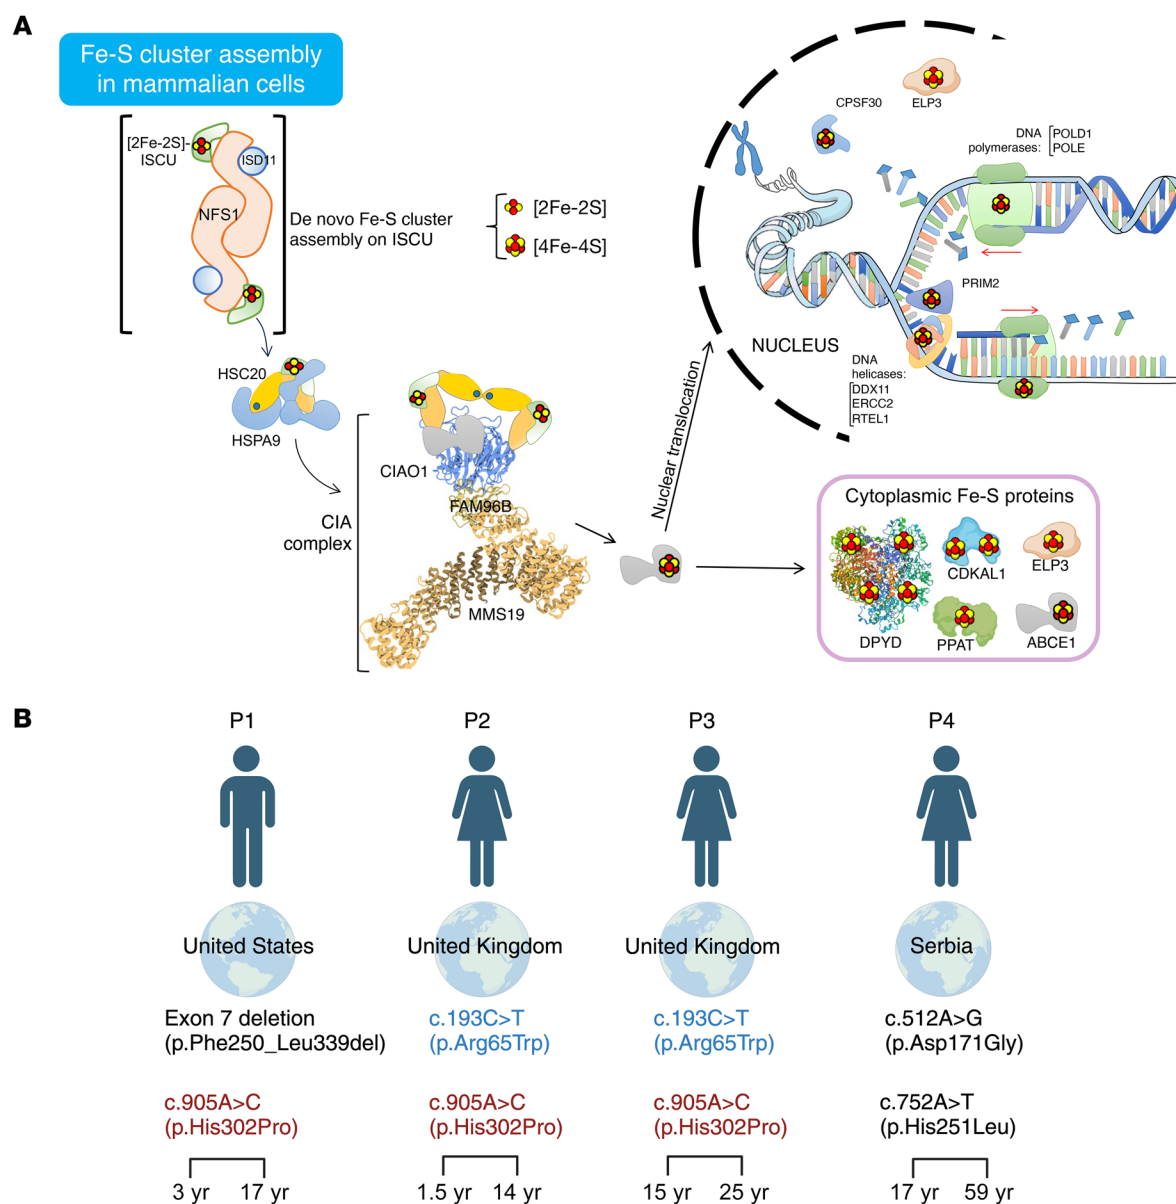 A
Fe-S cluster assembly
in mammalian cells
[2Fe-2S]-
ISCU
ISD11
NFS1
De novo Fe-S cluster
assembly on ISCU
[2Fe-2S]
[4Fe-4S]
HSC20
HSPA9
CIA
complex
CIAO1
FAM96B
MMS19
Nuclear translocation
NUCLEUS
CPSF30
ELP3
DNA
polymerases:
POLD1
POLE
PRIM2
DNA
helicases:
DDX11
ERCC2
RTEL1
Cytoplasmic Fe-S proteins
DPYD
CDKAL1
ELP3
PPAT
ABCE1
B
P1
P2
P3
P4
United States
United Kingdom
United Kingdom
Serbia
Exon 7 deletion
(p.Phe250_Leu339del)
c.193C>T
(p.Arg65Trp)
c.193C>T
(p.Arg65Trp)
c.512A>G
(p.Asp171Gly)
c.905A>C
(p.His302Pro)
c.905A>C
(p.His302Pro)
c.905A>C
(p.His302Pro)
c.752A>T
(p.His251Leu)
3 yr 17 yr
1.5 yr 14 yr
15 yr 25 yr
17 yr 59 yr